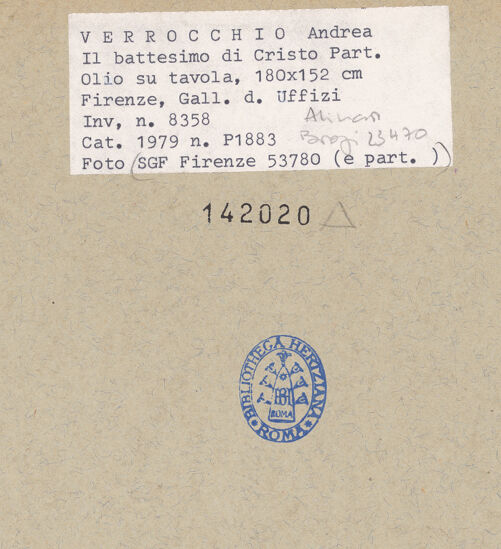 VERROCCHIO Andrea
Il battesimo di Cristo Part.
Olio su tavola, 180x152 cm
Firenze, Gall. d. Uffizi
Inv, n. 8358
Alinari
Cat. 1979 n. P1883
Brogi 23470
Foto (SGF Firenze 53780 (e part. ))
142020
BIBLIOTHECA HERTZIANA
ROMA
ROMA